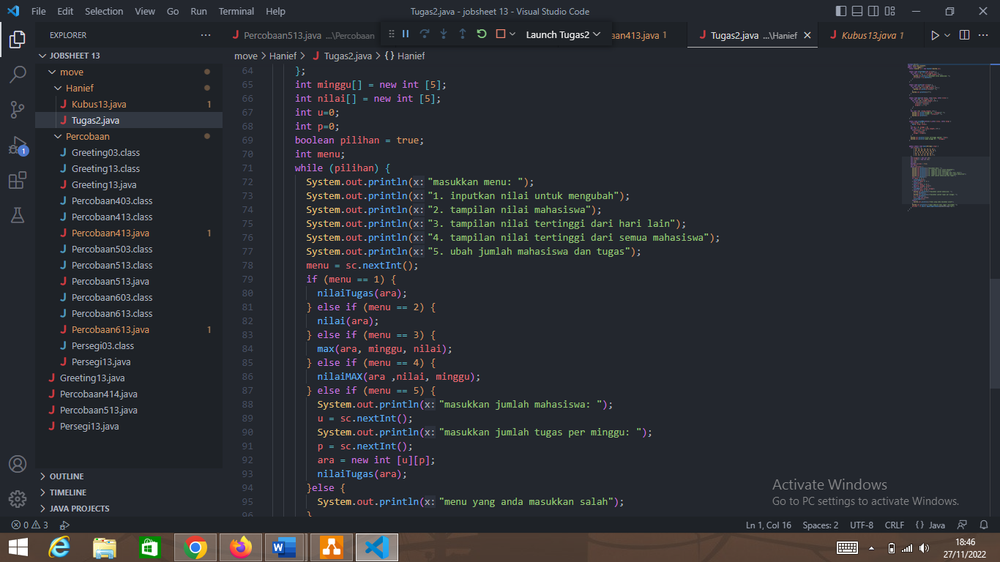 File Edit Selection View Go Run Terminal Help
Tugas2.java - jobsheet 13 - Visual Studio Code
EXPLORER
Percobaan513.java ...\Percobaan
Launch Tugas2
aan413.java 1
Tugas2.java ...\Hanief
Kubus13.java 1
JOBSHEET 13
move
Hanief
Kubus13.java 1
Tugas2.java
Percobaan
Greeting03.class
Greeting13.class
Greeting13.java
Percobaan403.class
Percobaan413.class
Percobaan413.java 1
Percobaan503.class
Percobaan513.class
Percobaan513.java
Percobaan603.class
Percobaan613.class
Percobaan613.java 1
Persegi03.class
Persegi13.java
Greeting13.java
Percobaan414.java
Percobaan513.java
Persegi13.java
OUTLINE
TIMELINE
JAVA PROJECTS
1
move > Hanief > Tugas2.java > {} Hanief
64 };
65 int minggu[] = new int [5];
66 int nilai[] = new int [5];
67 int u=0;
68 int p=0;
69 boolean pilihan = true;
70 int menu;
71 while (pilihan) {
72 System.out.println(x: "masukkan menu: ");
73 System.out.println(x: "1. inputkan nilai untuk mengubah");
74 System.out.println(x: "2. tampilan nilai mahasiswa");
75 System.out.println(x: "3. tampilan nilai tertinggi dari hari lain");
76 System.out.println(x: "4. tampilan nilai tertinggi dari semua mahasiswa");
77 System.out.println(x: "5. ubah jumlah mahasiswa dan tugas");
78 menu = sc.nextInt();
79 if (menu == 1) {
80 nilaiTugas(ara);
81 } else if (menu == 2) {
82 nilai(ara);
83 } else if (menu == 3) {
84 max(ara, minggu, nilai);
85 } else if (menu == 4) {
86 nilaiMAX(ara ,nilai, minggu);
87 } else if (menu == 5) {
88 System.out.println(x: "masukkan jumlah mahasiswa: ");
89 u = sc.nextInt();
90 System.out.println(x: "masukkan jumlah tugas per minggu: ");
91 p = sc.nextInt();
92 ara = new int [u][p];
93 nilaiTugas(ara);
94 }else {
95 System.out.println(x: "menu yang anda masukkan salah");
96 }
Activate Windows
Go to PC settings to activate Windows.
0 3
Ln 1, Col 16 Spaces: 2 UTF-8 CRLF {} Java
18:46
27/11/2022